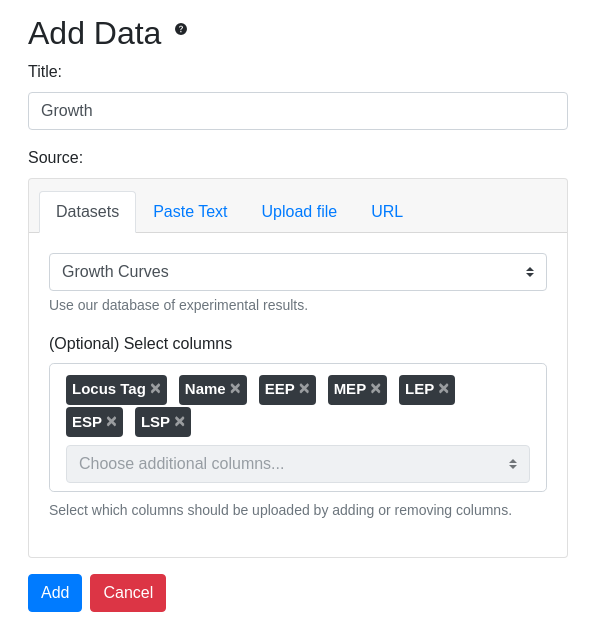 Add Data ?
Title:
Growth
Source:
Datasets Paste Text Upload file URL
Growth Curves
Use our database of experimental results.
(Optional) Select columns
Locus Tag × Name × EEP × MEP × LEP ×
ESP × LSP ×
Choose additional columns...
Select which columns should be uploaded by adding or removing columns.
Add Cancel